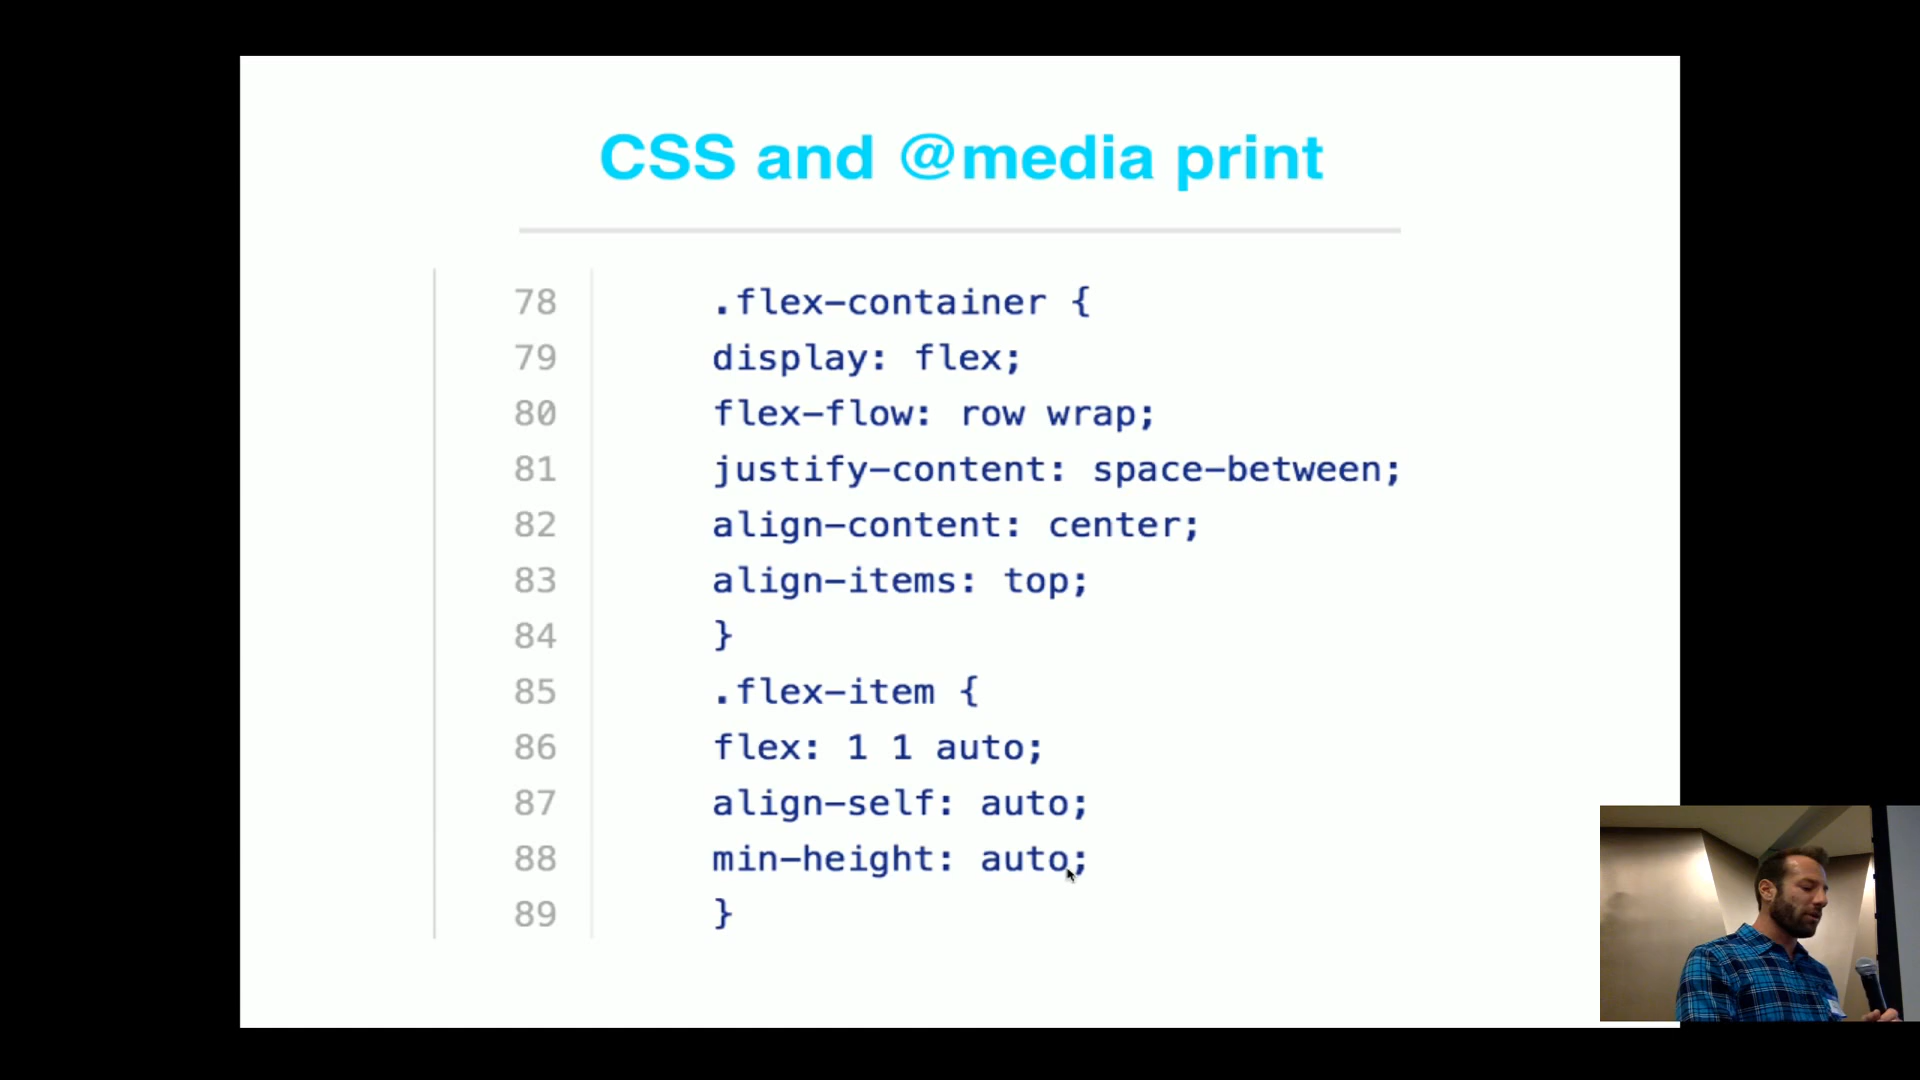 CSS and @media print
78 .flex-container {
79 display: flex;
80 flex-flow: row wrap;
81 justify-content: space-between;
82 align-content: center;
83 align-items: top;
84 }
85 .flex-item {
86 flex: 1 1 auto;
87 align-self: auto;
88 min-height: auto;
89 }